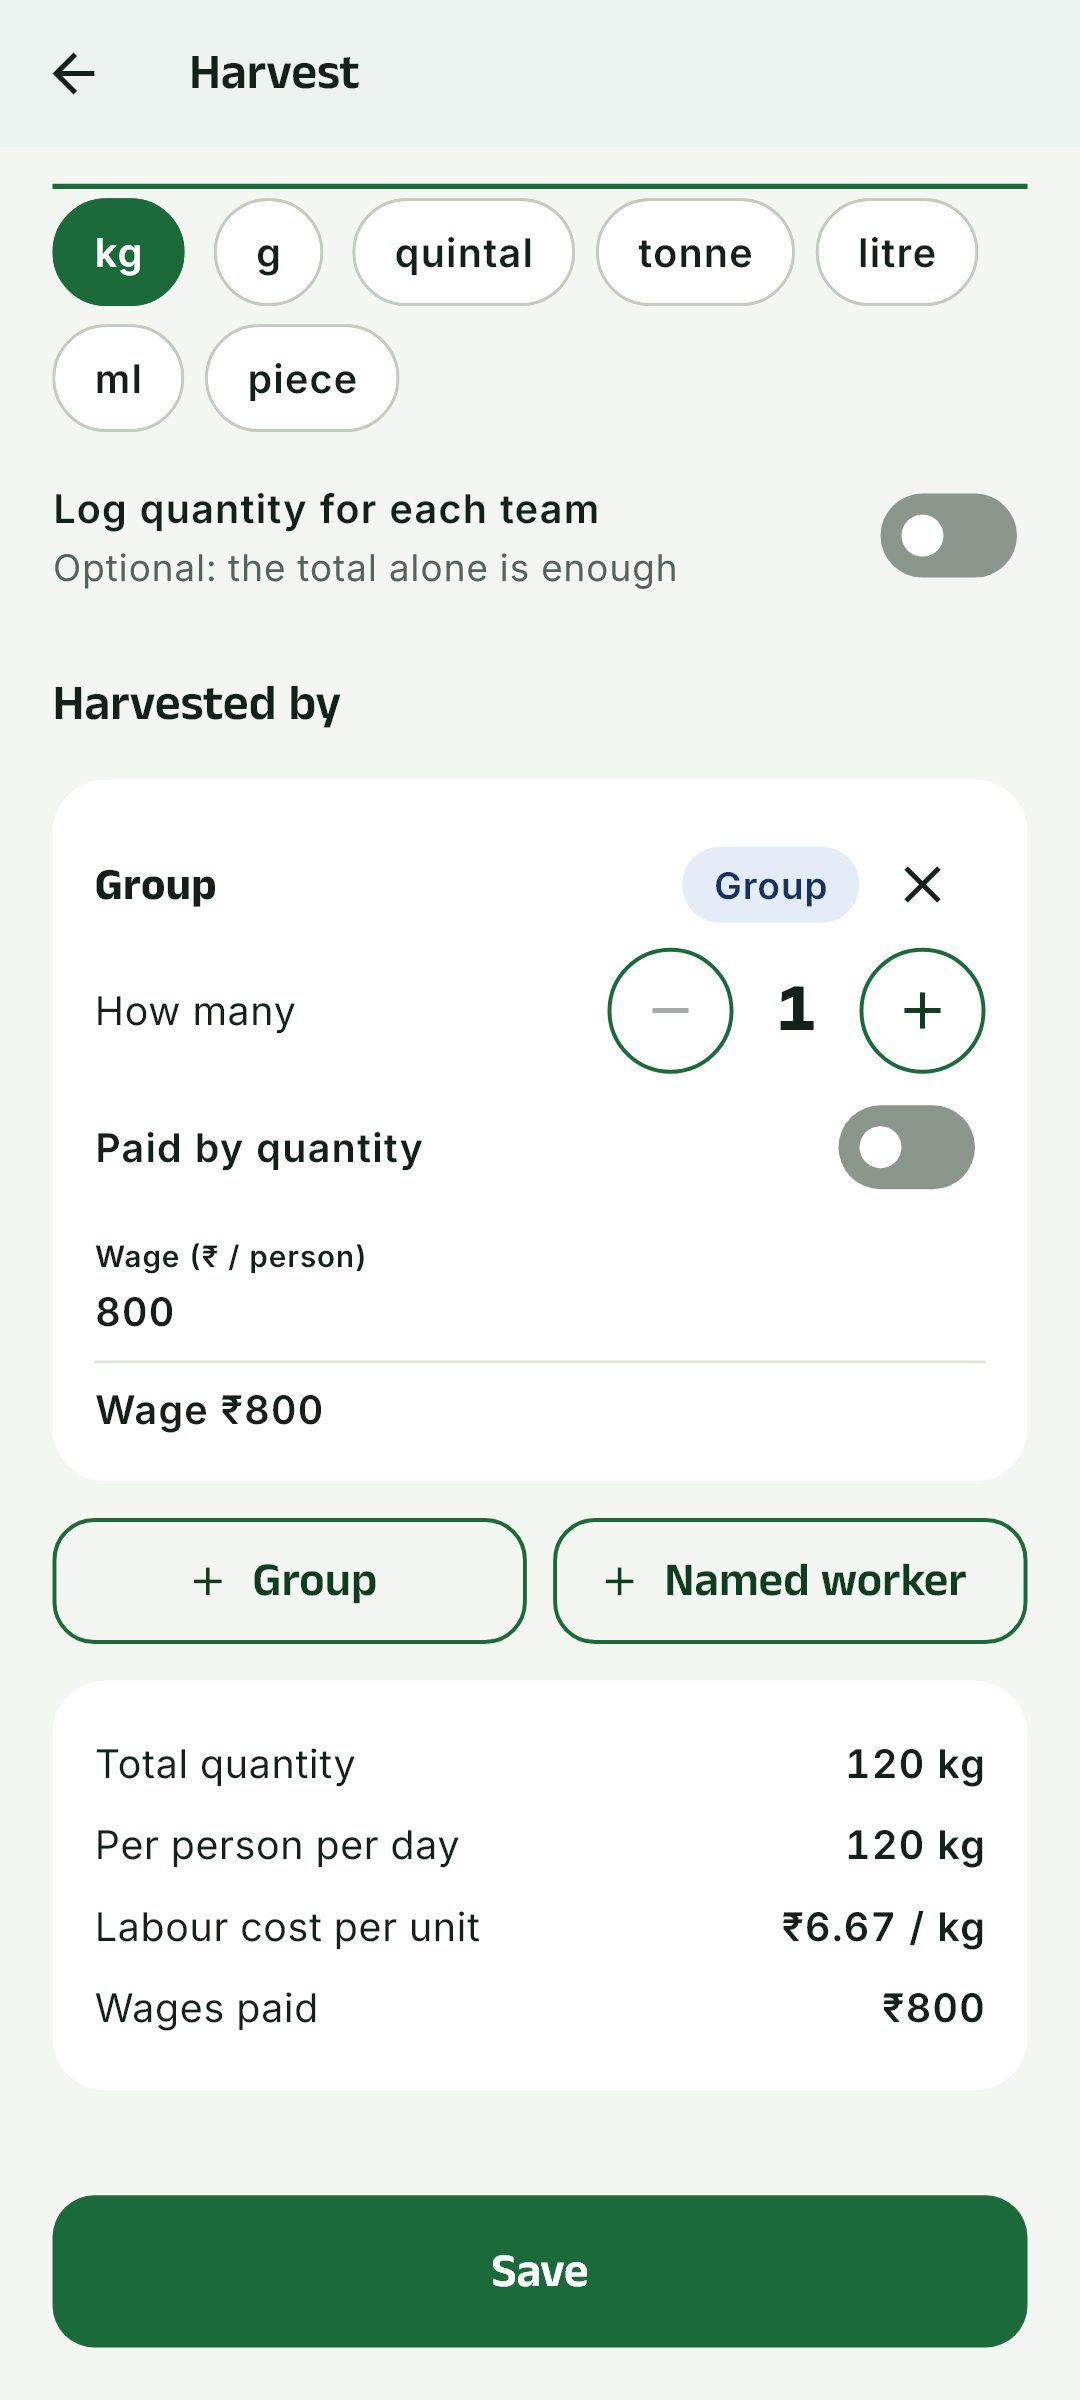 Harvest
kg g quintal tonne litre
ml piece
Log quantity for each team
Optional: the total alone is enough
Harvested by
Group Group
How many 1
Paid by quantity
Wage (₹ / person)
800
Wage ₹800
+ Group + Named worker
Total quantity 120 kg
Per person per day 120 kg
Labour cost per unit ₹6.67 / kg
Wages paid ₹800
Save